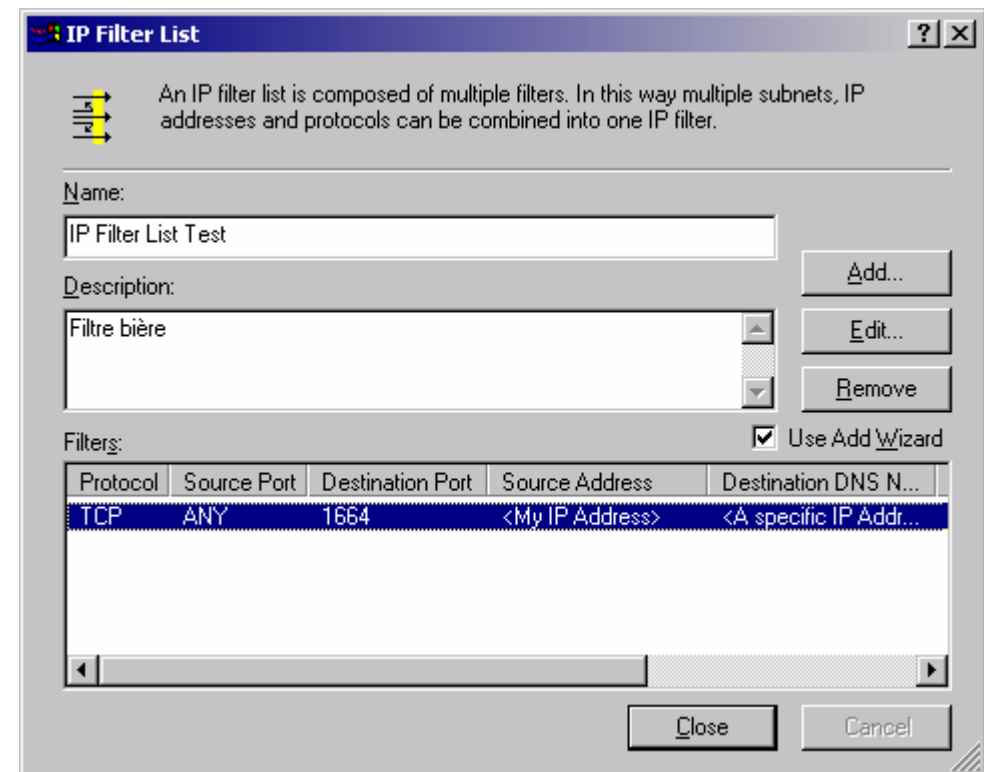 IP Filter List
An IP filter list is composed of multiple filters. In this way multiple subnets, IP
addresses and protocols can be combined into one IP filter.
Name:
IP Filter List Test
Add...
Description:
Filtre bière
Edit...
Remove
Filters:
Use Add Wizard
Protocol Source Port Destination Port Source Address Destination DNS N...
TCP ANY 1664 <My IP Address> <A specific IP Addr...
Close Cancel